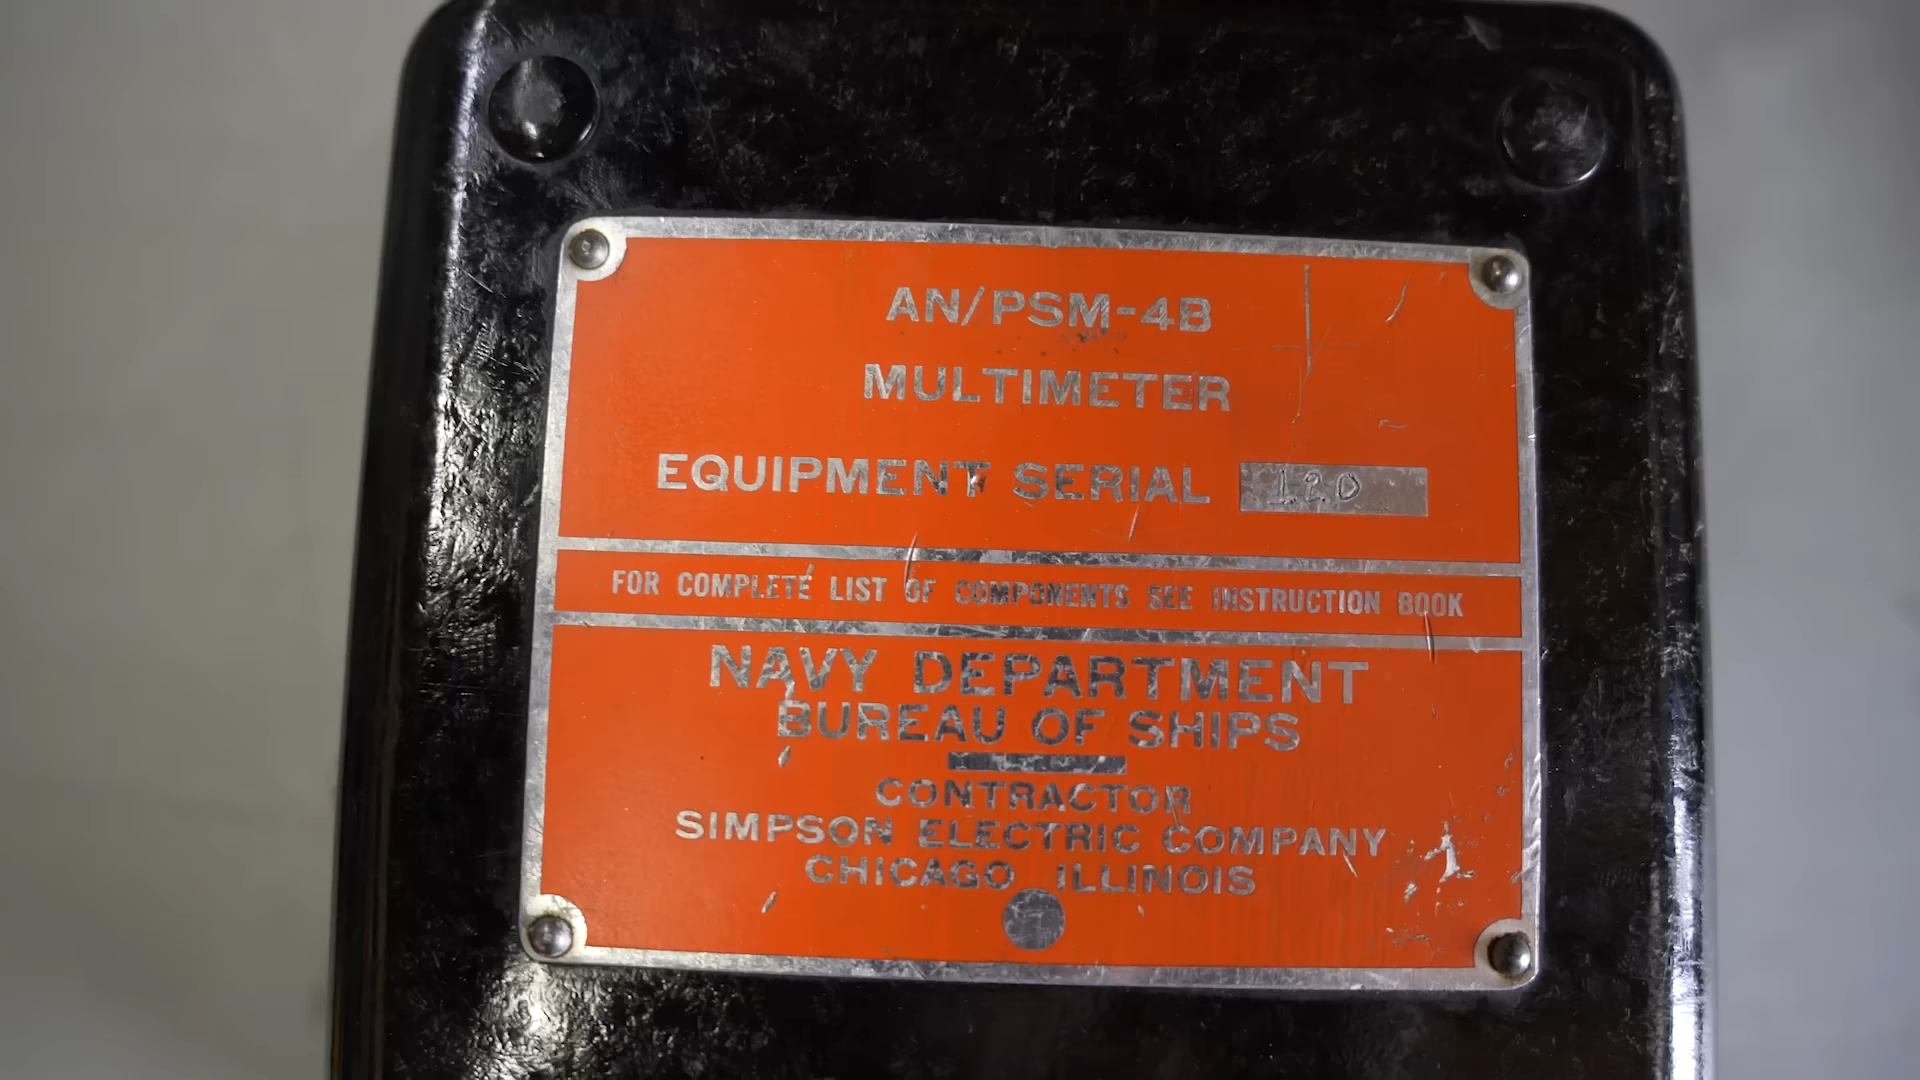 AN/PSM-4B
MULTIMETER
EQUIPMENT SERIAL 120
FOR COMPLETE LIST OF COMPONENTS SEE INSTRUCTION BOOK
NAVY DEPARTMENT
BUREAU OF SHIPS
CONTRACTOR
SIMPSON ELECTRIC COMPANY
CHICAGO ILLINOIS